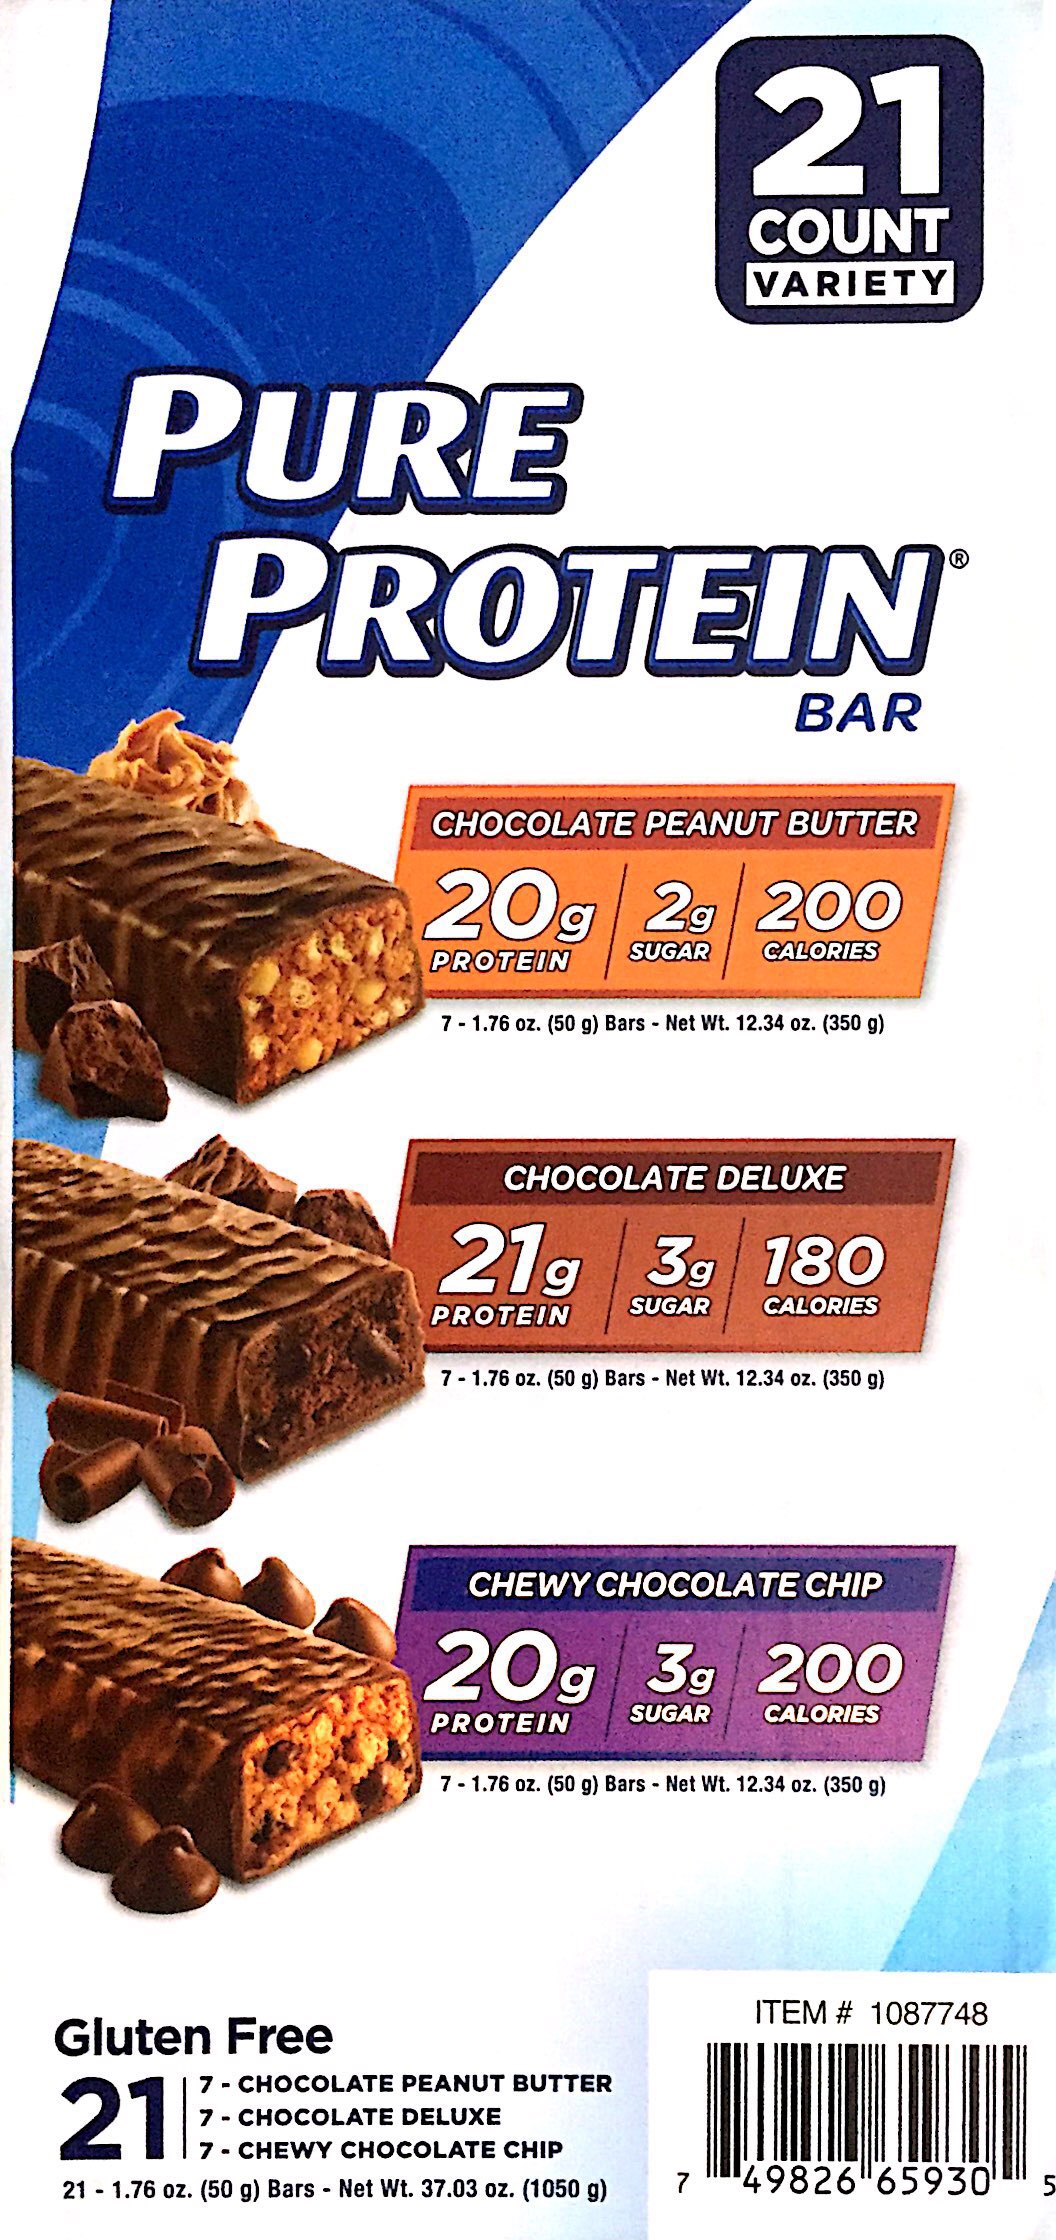 21
COUNT
VARIETY
PURE
PROTEIN®
BAR
CHOCOLATE PEANUT BUTTER
20g PROTEIN 2g SUGAR 200 CALORIES
7 - 1.76 oz. (50 g) Bars - Net Wt. 12.34 oz. (350 g)
CHOCOLATE DELUXE
21g PROTEIN 3g SUGAR 180 CALORIES
7 - 1.76 oz. (50 g) Bars - Net Wt. 12.34 oz. (350 g)
CHEWY CHOCOLATE CHIP
20g PROTEIN 3g SUGAR 200 CALORIES
7 - 1.76 oz. (50 g) Bars - Net Wt. 12.34 oz. (350 g)
Gluten Free
21
7 - CHOCOLATE PEANUT BUTTER
7 - CHOCOLATE DELUXE
7 - CHEWY CHOCOLATE CHIP
21 - 1.76 oz. (50 g) Bars - Net Wt. 37.03 oz. (1050 g)
ITEM # 1087748
7 49826 65930 5